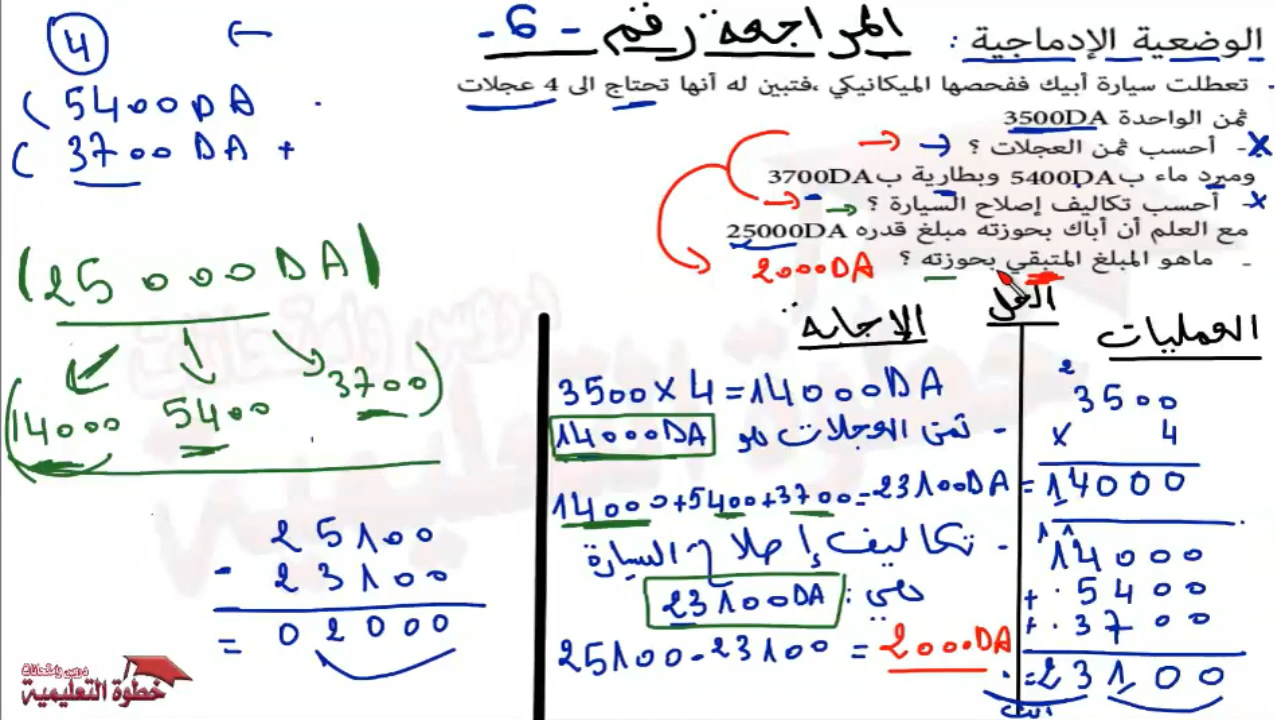 المراجعة رقم - 6 -
الوضعية الإدماجية :
تعطلت سيارة أبيك ففحصها الميكانيكي ،فتبين له أنها تحتاج الى 4 عجلات
ثمن الواحدة 3500DA
- أحسب ثمن العجلات ؟
ومبرد ماء ب 5400DA وبطارية ب 3700DA
- أحسب تكاليف إصلاح السيارة ؟
مع العلم أن أباك بحوزته مبلغ قدره 25000DA
- ماهو المبلغ المتبقي بحوزته ؟
2000DA
الحل
العمليات
3500
x 4
= 14000
14000
+ 5400
+ 3700
= 23100
الإجابة
3500 x 4 = 14000DA
- ثمن العجلات هو 14000DA
14000+5400+3700=23100DA
- تكاليف إصلاح السيارة
هي : 23100DA
25100 - 23100 = 2000DA
4
( 5400DA
( 3700DA +
(25000DA)
(14000 5400 3700)
25100
- 23100
= 02000
دروس وامتحانات
خطوة التعليمية